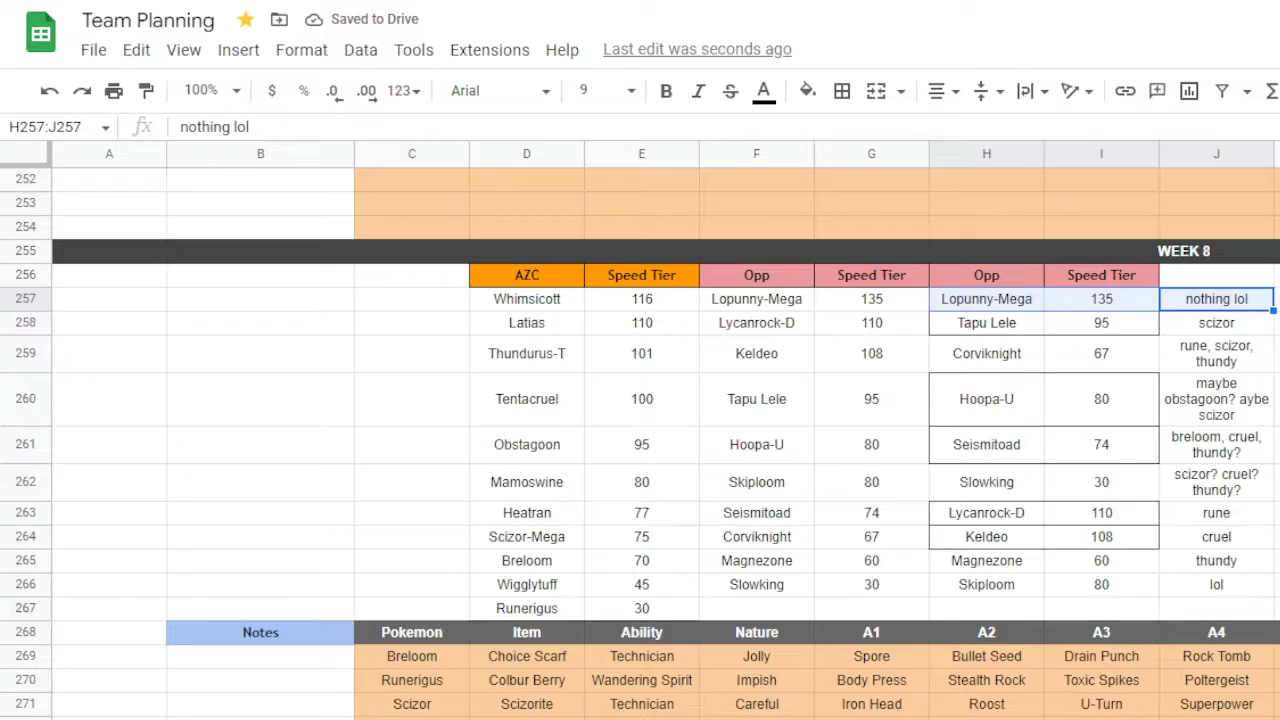 Team Planning Saved to Drive
File Edit View Insert Format Data Tools Extensions Help Last edit was seconds ago
100% $ % .0 .00 123 Arial 9 B I S A Σ
H257:J257 fx nothing lol
A B C D E F G H I J
252
253
254
255 WEEK 8
256 AZC Speed Tier Opp Speed Tier Opp Speed Tier
257 Whimsicott 116 Lopunny-Mega 135 Lopunny-Mega 135 nothing lol
258 Latias 110 Lycanrock-D 110 Tapu Lele 95 scizor
259 Thundurus-T 101 Keldeo 108 Corviknight 67 rune, scizor,
thundy
260 Tentacruel 100 Tapu Lele 95 Hoopa-U 80 maybe
obstagoon? aybe
scizor
261 Obstagoon 95 Hoopa-U 80 Seismitoad 74 breloom, cruel,
thundy?
262 Mamoswine 80 Skiploom 80 Slowking 30 scizor? cruel?
thundy?
263 Heatran 77 Seismitoad 74 Lycanrock-D 110 rune
264 Scizor-Mega 75 Corviknight 67 Keldeo 108 cruel
265 Breloom 70 Magnezone 60 Magnezone 60 thundy
266 Wigglytuff 45 Slowking 30 Skiploom 80 lol
267 Runerigus 30
268 Notes Pokemon Item Ability Nature A1 A2 A3 A4
269 Breloom Choice Scarf Technician Jolly Spore Bullet Seed Drain Punch Rock Tomb
270 Runerigus Colbur Berry Wandering Spirit Impish Body Press Stealth Rock Toxic Spikes Poltergeist
271 Scizor Scizorite Technician Careful Iron Head Roost U-Turn Superpower